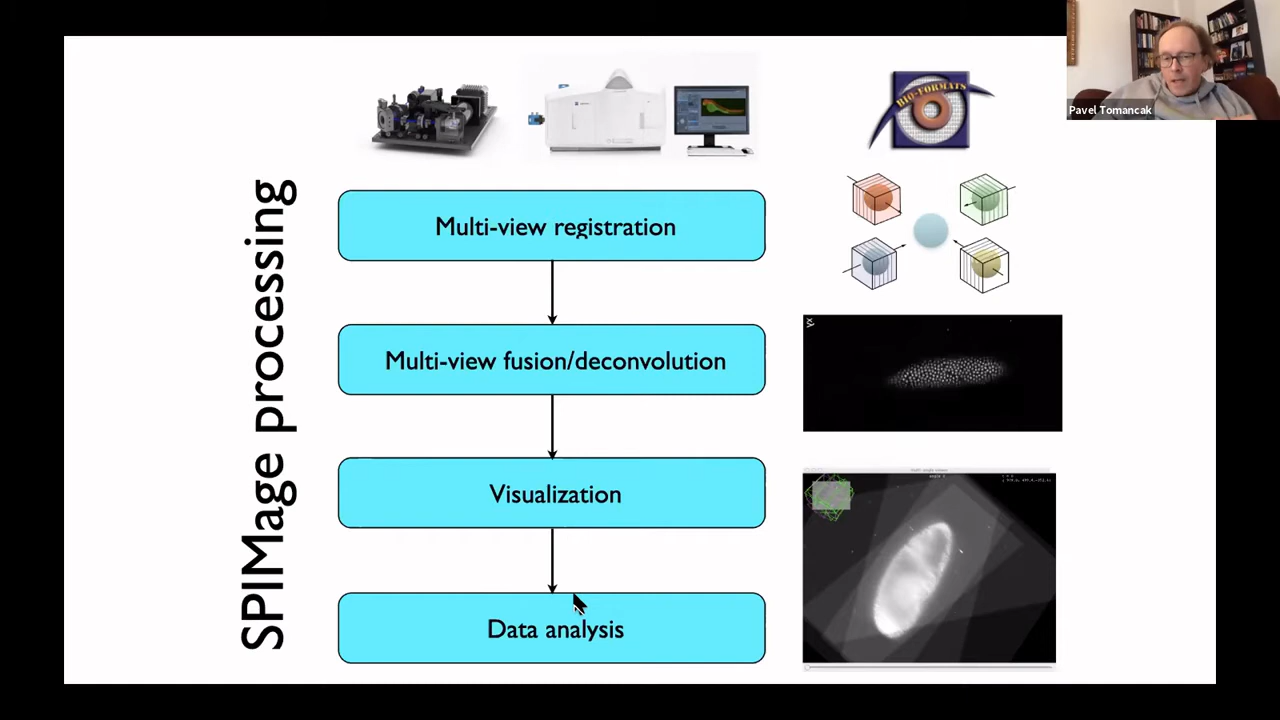 BIO-FORMATS
Pavel Tomancak
SPIMage processing
Multi-view registration
Multi-view fusion/deconvolution
Visualization
Data analysis